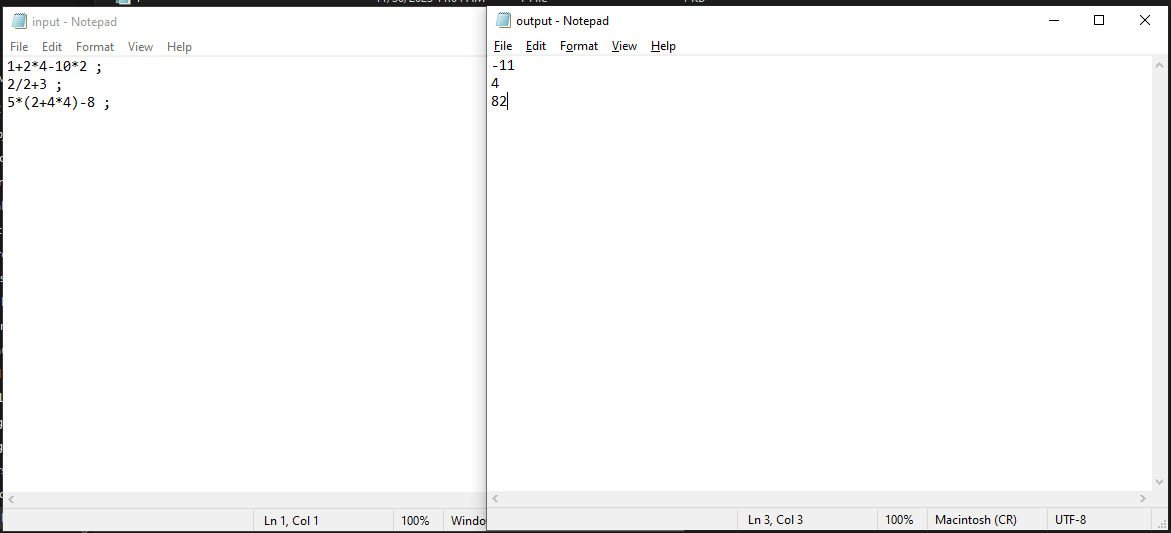 input - Notepad
File Edit Format View Help
1+2*4-10*2 ;
2/2+3 ;
5*(2+4*4)-8 ;
Ln 1, Col 1 100% Windo
output - Notepad
File Edit Format View Help
-11
4
82
Ln 3, Col 3 100% Macintosh (CR) UTF-8